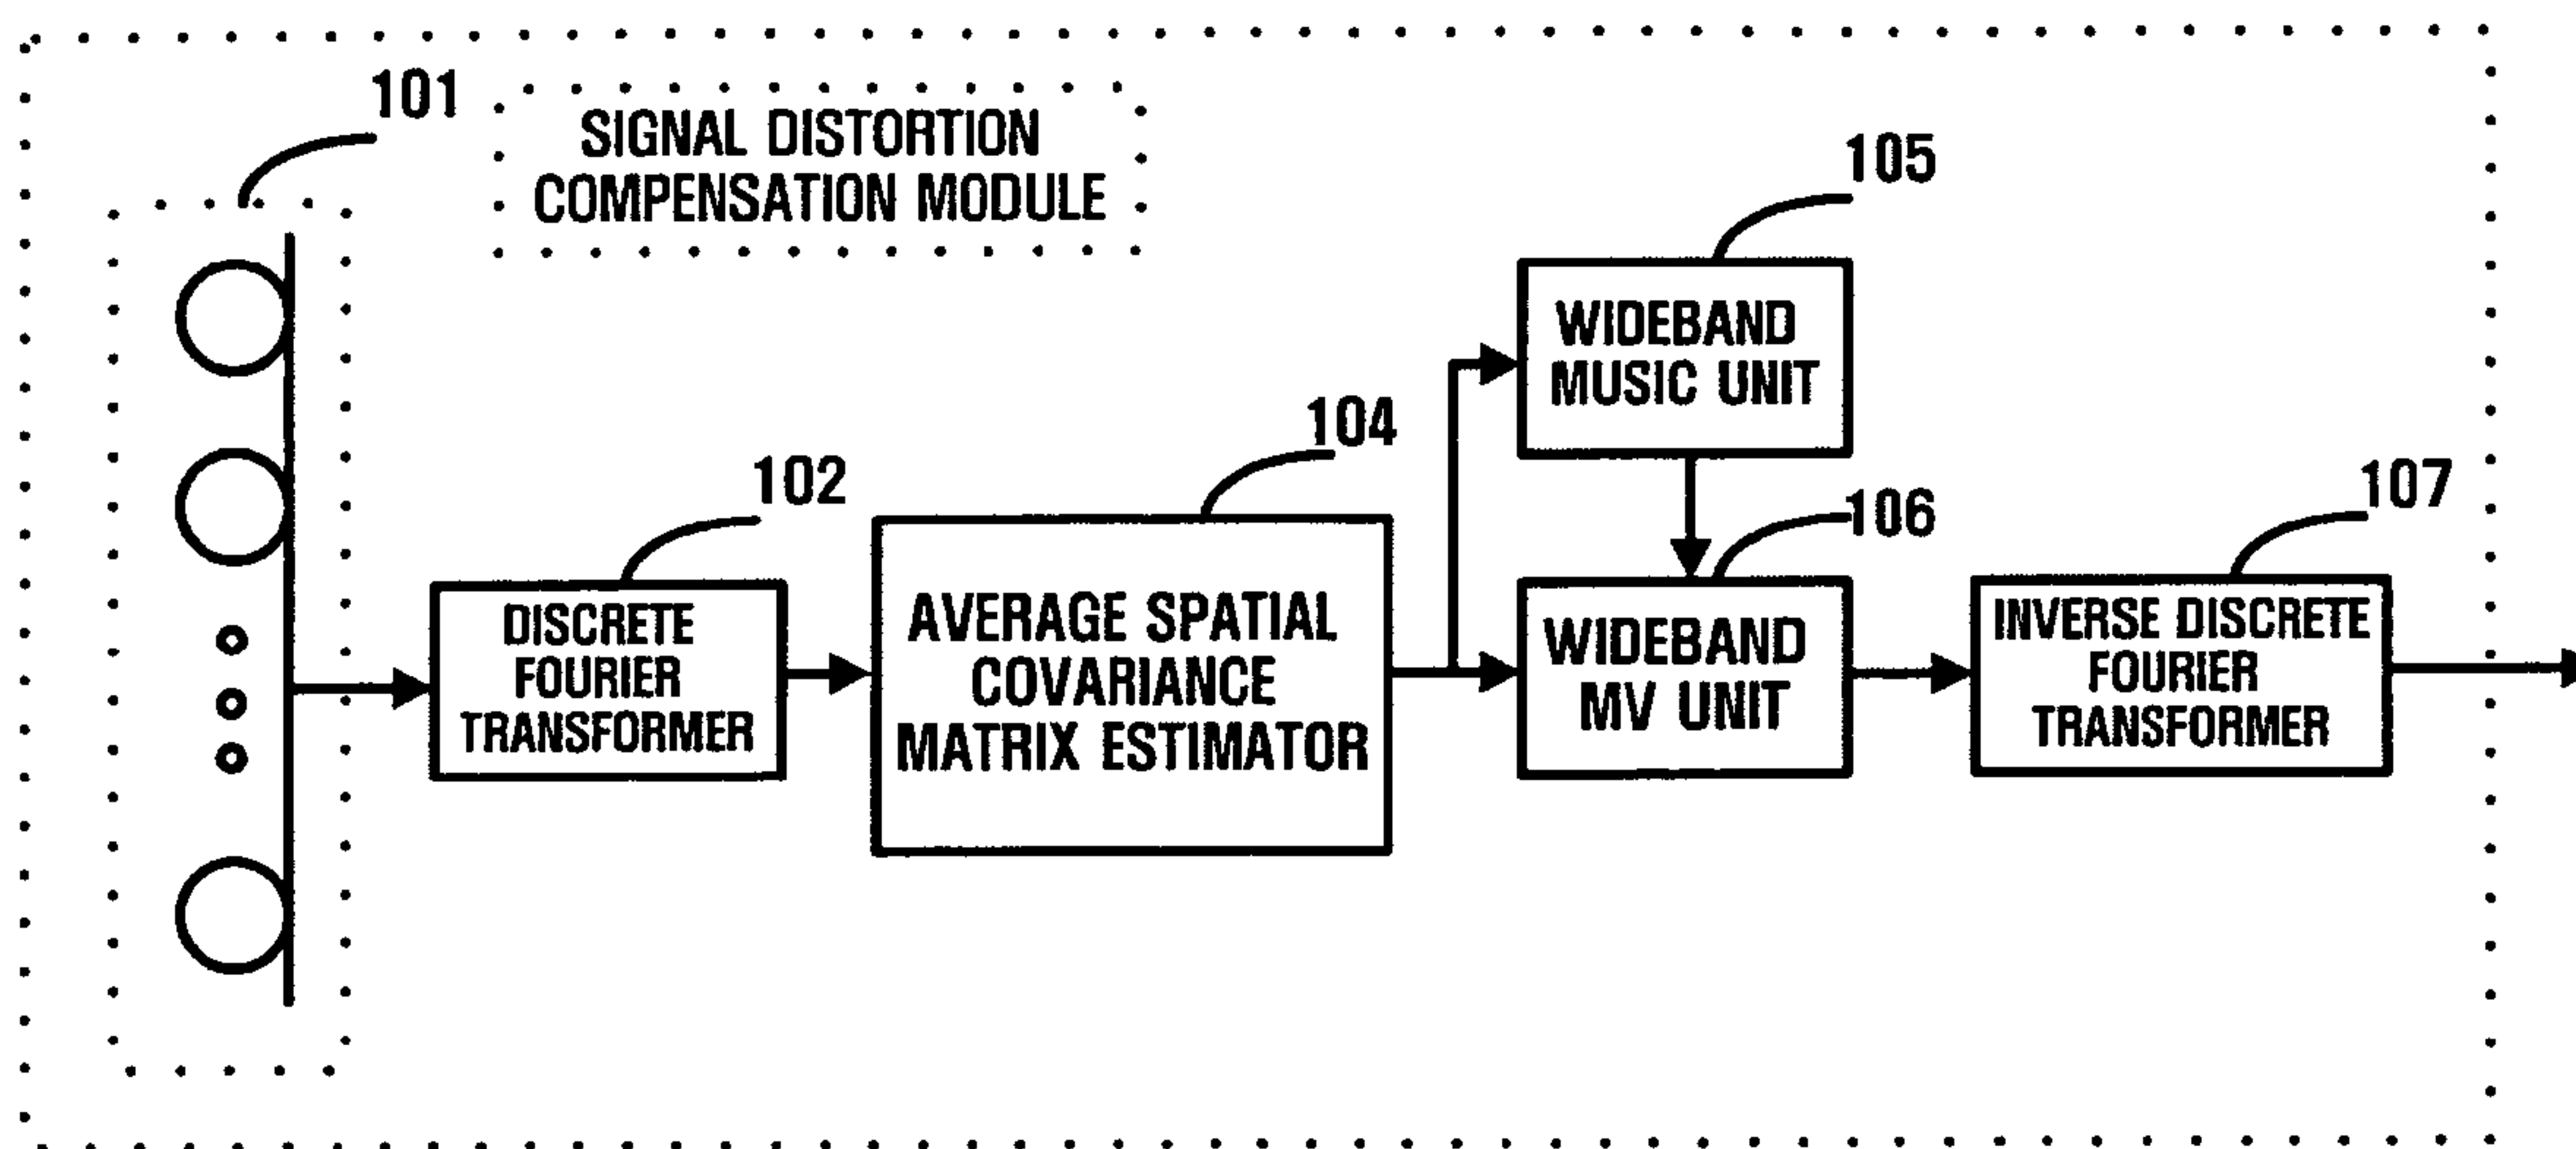 101
SIGNAL DISTORTION
COMPENSATION MODULE
105
WIDEBAND
MUSIC UNIT
104
102
106
107
DISCRETE
FOURIER
TRANSFORMER
AVERAGE SPATIAL
COVARIANCE
MATRIX ESTIMATOR
WIDEBAND
MV UNIT
INVERSE DISCRETE
FOURIER
TRANSFORMER